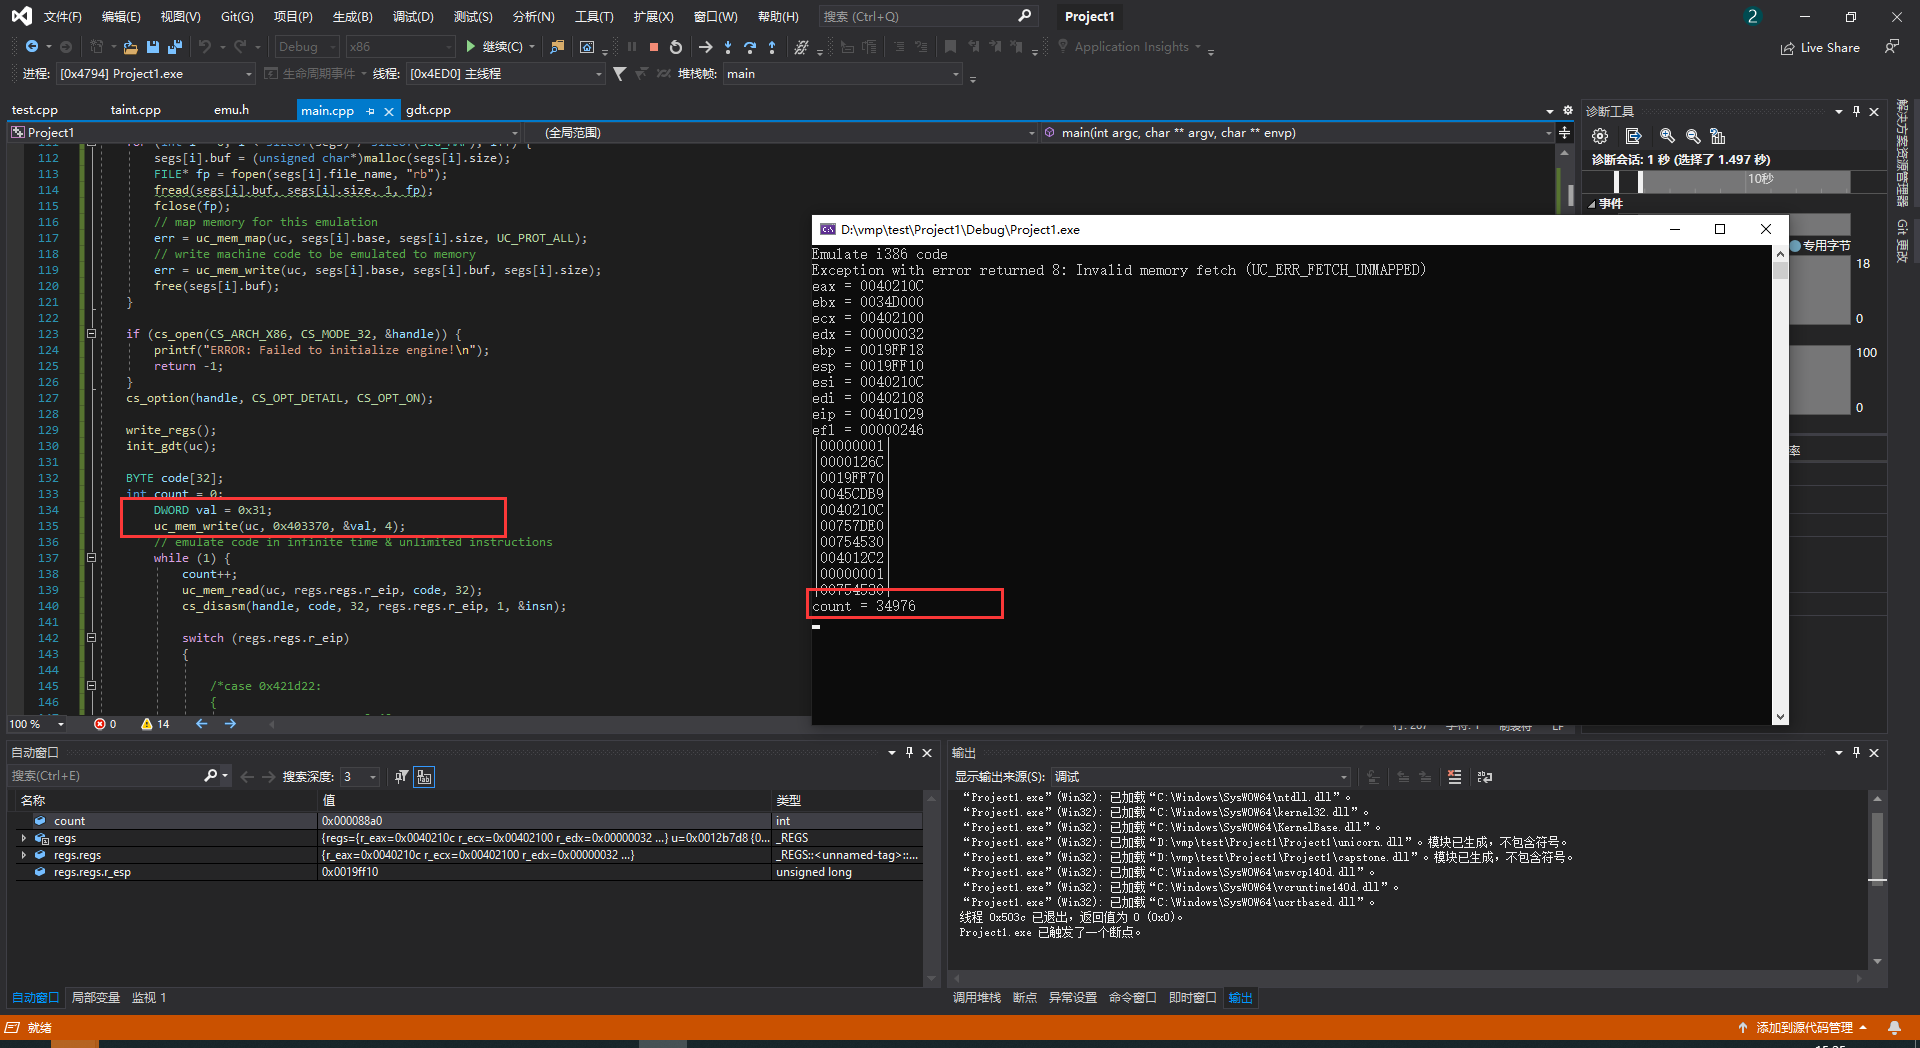 文件(F) 编辑(E) 视图(V) Git(G) 项目(P) 生成(B) 调试(D) 测试(S) 分析(N) 工具(T) 扩展(X) 窗口(W) 帮助(H) 搜索 (Ctrl+Q) Project1 2
Debug x86 继续(C) Application Insights Live Share
进程: [0x4794] Project1.exe 生命周期事件 线程: [0x4ED0] 主线程 堆栈帧: main
test.cpp taint.cpp emu.h main.cpp gdt.cpp
Project1 (全局范围) main(int argc, char ** argv, char ** envp)
112 segs[i].buf = (unsigned char*)malloc(segs[i].size);
113 FILE* fp = fopen(segs[i].file_name, "rb");
114 fread(segs[i].buf, segs[i].size, 1, fp);
115 fclose(fp);
116 // map memory for this emulation
117 err = uc_mem_map(uc, segs[i].base, segs[i].size, UC_PROT_ALL);
118 // write machine code to be emulated to memory
119 err = uc_mem_write(uc, segs[i].base, segs[i].buf, segs[i].size);
120 free(segs[i].buf);
121 }
122
123 if (cs_open(CS_ARCH_X86, CS_MODE_32, &handle)) {
124 printf("ERROR: Failed to initialize engine!\n");
125 return -1;
126 }
127 cs_option(handle, CS_OPT_DETAIL, CS_OPT_ON);
128
129 write_regs();
130 init_gdt(uc);
131
132 BYTE code[32];
133 int count = 0;
134 DWORD val = 0x31;
135 uc_mem_write(uc, 0x403370, &val, 4);
136 // emulate code in infinite time & unlimited instructions
137 while (1) {
138 count++;
139 uc_mem_read(uc, regs.regs.r_eip, code, 32);
140 cs_disasm(handle, code, 32, regs.regs.r_eip, 1, &insn);
141
142 switch (regs.regs.r_eip)
143 {
144
145 /*case 0x421d22:
146 {
100 % 0 14
D:\vmp\test\Project1\Debug\Project1.exe
Emulate i386 code
Exception with error returned 8: Invalid memory fetch (UC_ERR_FETCH_UNMAPPED)
eax = 0040210C
ebx = 0034D000
ecx = 00402100
edx = 00000032
ebp = 0019FF18
esp = 0019FF10
esi = 0040210C
edi = 00402108
eip = 00401029
efl = 00000246
|00000001|
|0000126C|
|0019FF70|
|0045CDB9|
|0040210C|
|00757DE0|
|00754530|
|004012C2|
|00000001|
|00754530|
count = 34976
诊断工具
诊断会话: 1 秒 (选择了 1.497 秒)
10秒
事件
专用字节
18
0
100
0
率
解决方案资源管理器
Git 更改
自动窗口
搜索(Ctrl+E) 搜索深度: 3
名称 值 类型
count 0x000088a0 int
regs {regs={r_eax=0x0040210c r_ecx=0x00402100 r_edx=0x00000032 ...} u=0x0012b7d8 {0... _REGS
regs.regs {r_eax=0x0040210c r_ecx=0x00402100 r_edx=0x00000032 ...} _REGS::<unnamed-tag>::...
regs.regs.r_esp 0x0019ff10 unsigned long
自动窗口 局部变量 监视 1
输出
显示输出来源(S): 调试
“Project1.exe”(Win32): 已加载“C:\Windows\SysWOW64\ntdll.dll”。
“Project1.exe”(Win32): 已加载“C:\Windows\SysWOW64\kernel32.dll”。
“Project1.exe”(Win32): 已加载“C:\Windows\SysWOW64\KernelBase.dll”。
“Project1.exe”(Win32): 已加载“D:\vmp\test\Project1\Project1\unicorn.dll”。模块已生成，不包含符号。
“Project1.exe”(Win32): 已加载“D:\vmp\test\Project1\Project1\capstone.dll”。模块已生成，不包含符号。
“Project1.exe”(Win32): 已加载“C:\Windows\SysWOW64\msvcp140d.dll”。
“Project1.exe”(Win32): 已加载“C:\Windows\SysWOW64\vcruntime140d.dll”。
“Project1.exe”(Win32): 已加载“C:\Windows\SysWOW64\ucrtbased.dll”。
线程 0x503c 已退出，返回值为 0 (0x0)。
Project1.exe 已触发了一个断点。
调用堆栈 断点 异常设置 命令窗口 即时窗口 输出
就绪 添加到源代码管理